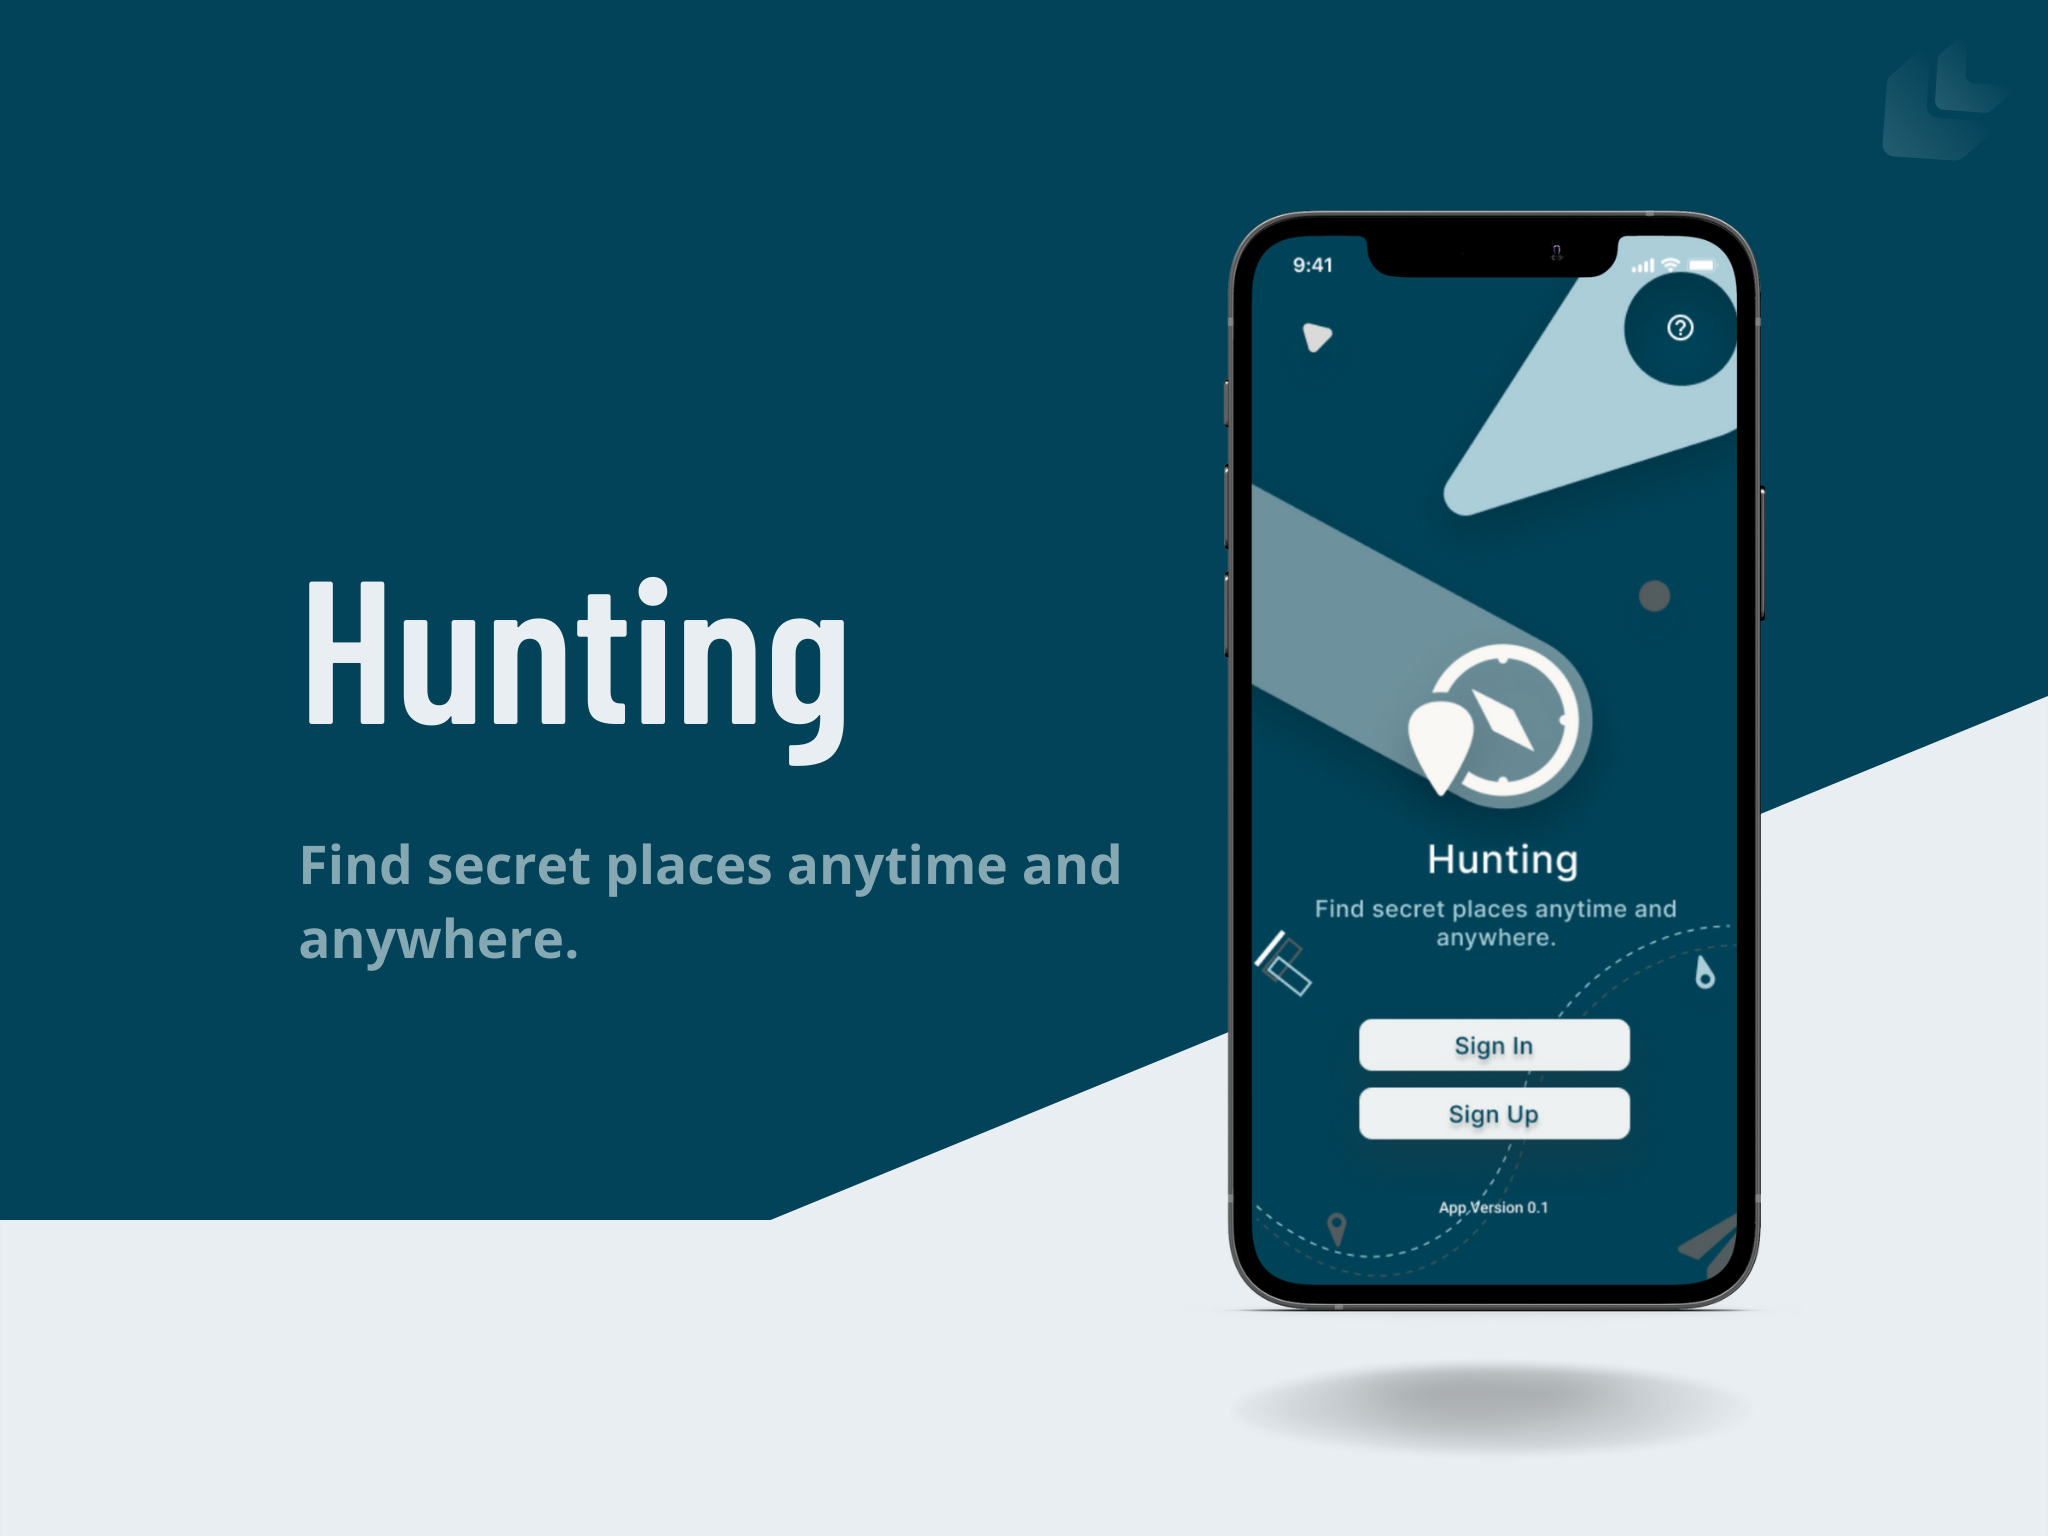 Hunting
Find secret places anytime and
anywhere.
9:41
Hunting
Find secret places anytime and
anywhere.
Sign In
Sign Up
App Version 0.1